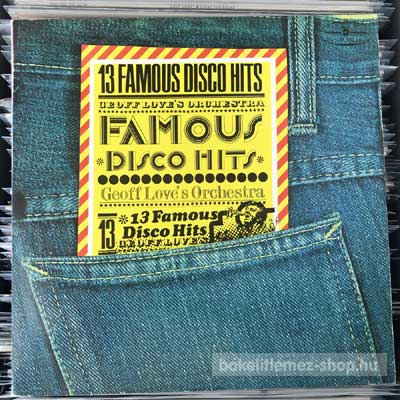 13 FAMOUS DISCO HITS
GEOFF LOVE'S ORCHESTRA
FAMOUS
DISCO HITS
Geoff Love's Orchestra
13 *13 Famous
Disco Hits
GEOFF LOVE'S
bakelitlemez-shop.hu